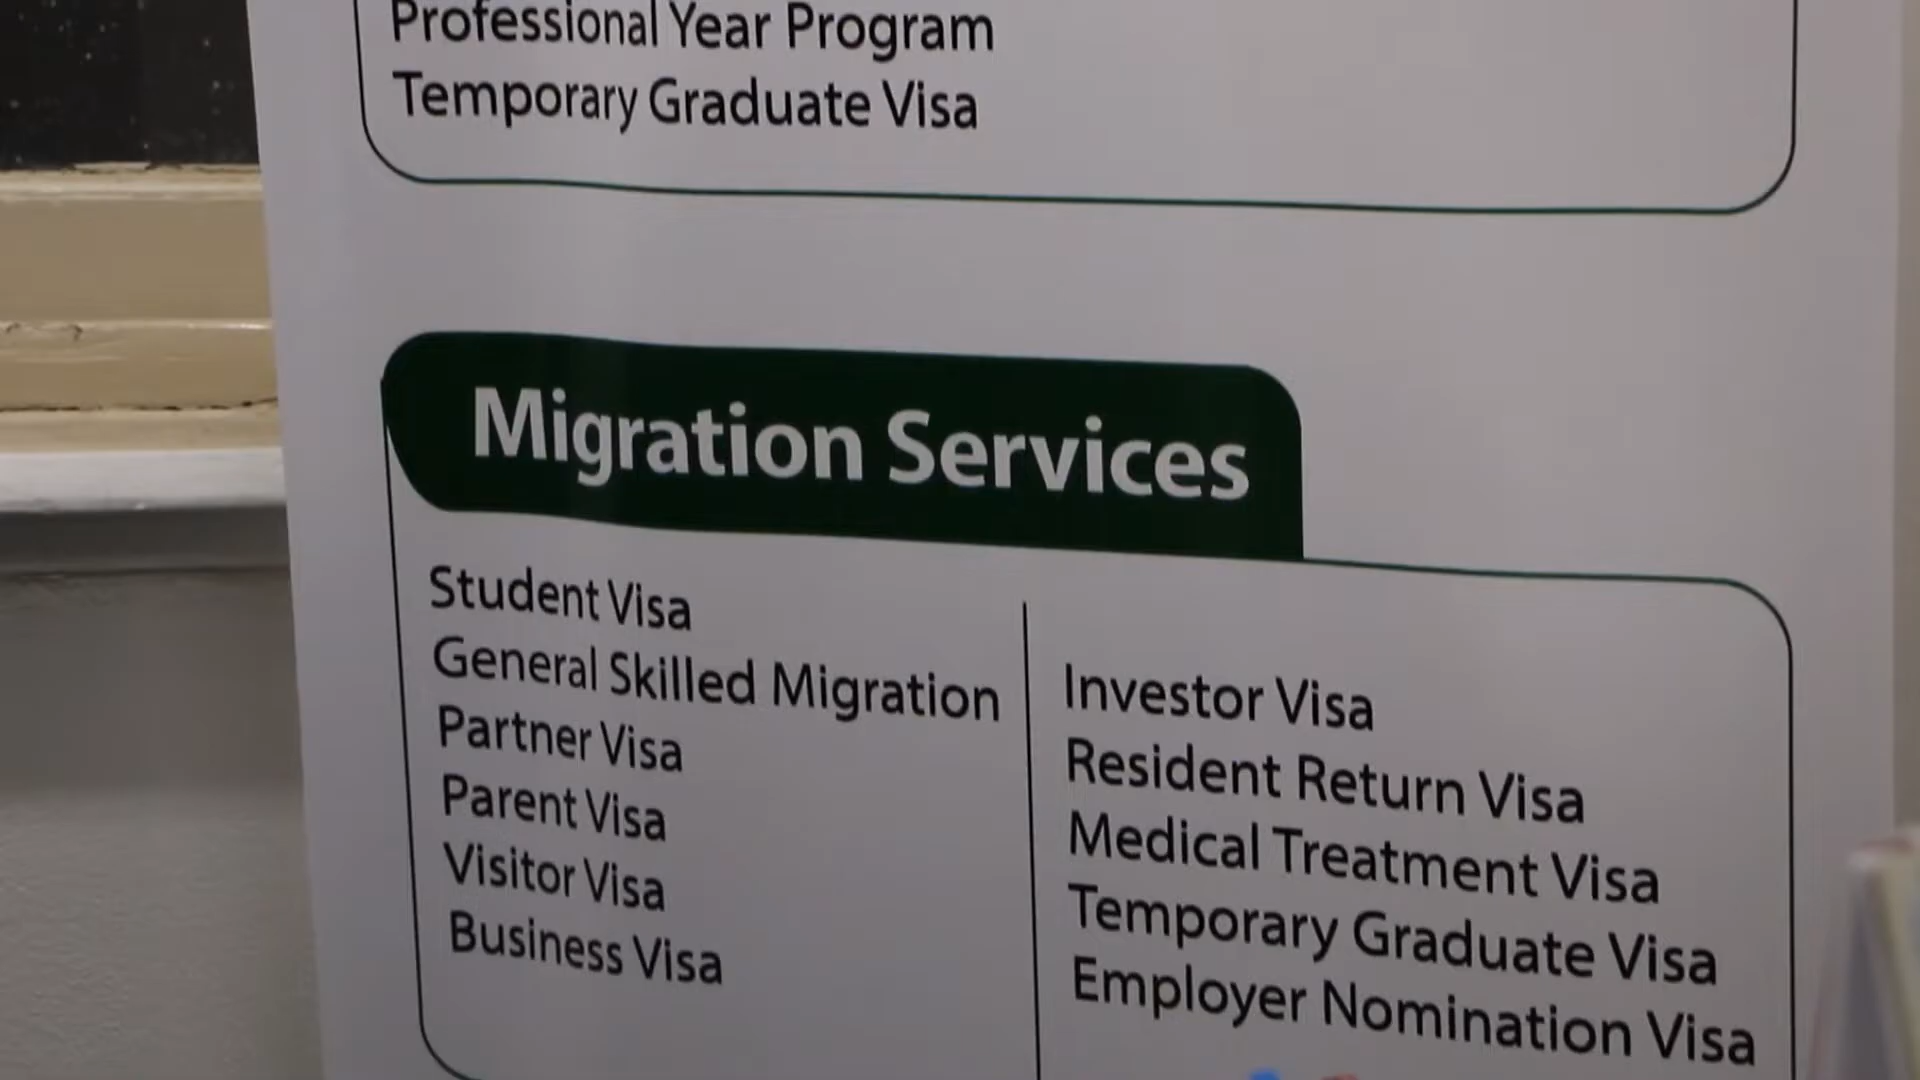 Professional Year Program
Temporary Graduate Visa
Migration Services
Student Visa
General Skilled Migration
Partner Visa
Parent Visa
Visitor Visa
Business Visa
Investor Visa
Resident Return Visa
Medical Treatment Visa
Temporary Graduate Visa
Employer Nomination Visa